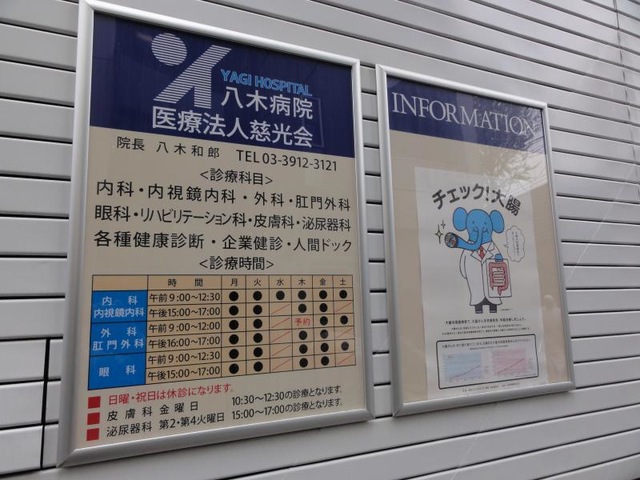 YAGI HOSPITAL
八木病院
医療法人慈光会
院長 八木和郎 TEL 03-3912-3121
<診療科目>
内科・内視鏡内科・外科・肛門外科
眼科・リハビリテーション科・皮膚科・泌尿器科
各種健康診断・企業健診・人間ドック
<診療時間>
時間 月 火 水 木 金 土
内科 内視鏡内科 午前 9:00〜12:30 ● ● ● ● ● ●
午後15:00〜17:00 ● ●
外科 肛門外科 午前 9:00〜12:00 ● ● 予約
午後16:00〜17:00 ● ●
眼科 午前 9:00〜12:00 ● ●
午後15:00〜17:00 ● ●
■ 日曜・祝日は休診になります。
■ 皮膚科 金曜日 10:30〜12:30の診療となります。
■ 泌尿器科 第2・第4火曜日 15:00〜17:00の診療となります。
INFORMATION
チェック!大腸